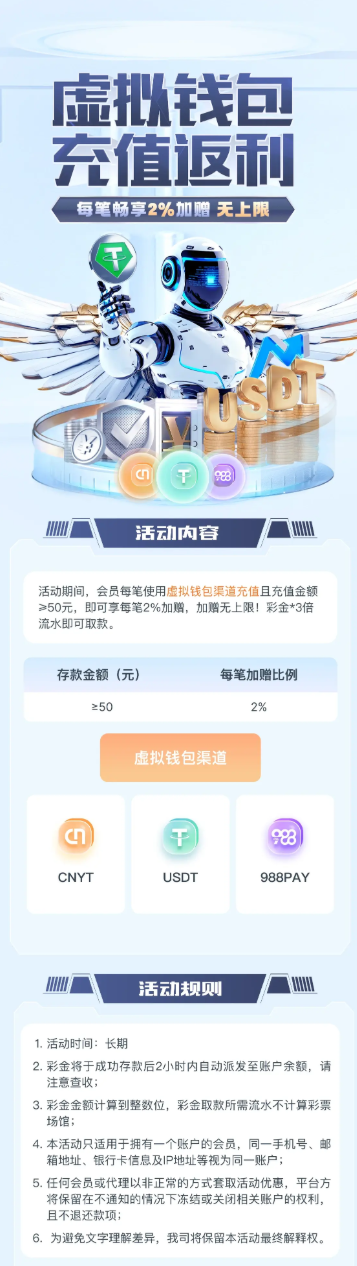 虚拟钱包
充值返利
每笔畅享2%加赠 无上限
USDT
活动内容
活动期间，会员每笔使用虚拟钱包渠道充值且充值金额
≥50元，即可享每笔2%加赠，加赠无上限！彩金*3倍
流水即可取款。
存款金额（元） 每笔加赠比例
≥50 2%
虚拟钱包渠道
988
CNYT USDT 988PAY
活动规则
1. 活动时间：长期
2. 彩金将于成功存款后2小时内自动派发至账户余额，请
注意查收；
3. 彩金金额计算到整数位，彩金取款所需流水不计算彩票
场馆；
4. 本活动只适用于拥有一个账户的会员，同一手机号、邮
箱地址、银行卡信息及IP地址等视为同一账户；
5. 任何会员或代理以非正常的方式套取活动优惠，平台方
将保留在不通知的情况下冻结或关闭相关账户的权利，
且不退还款项；
6. 为避免文字理解差异，我司将保留本活动最终解释权。